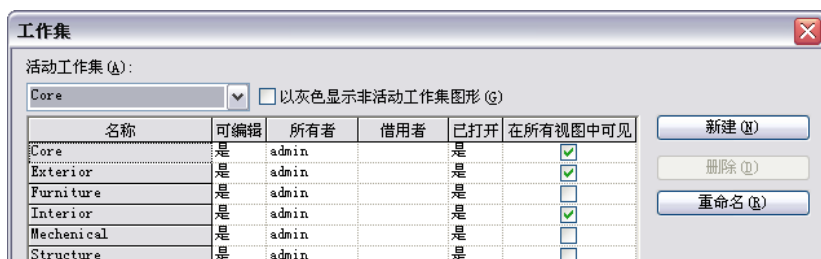 工作集
活动工作集(A):
Core 以灰色显示非活动工作集图形(G)
名称 可编辑 所有者 借用者 已打开 在所有视图中可见 新建(N)
Core 是 admin 是
Exterior 是 admin 是 删除(D)
Furniture 是 admin 是
Interior 是 admin 是 重命名(R)
Mechenical 是 admin 是
Structure 是 admin 是